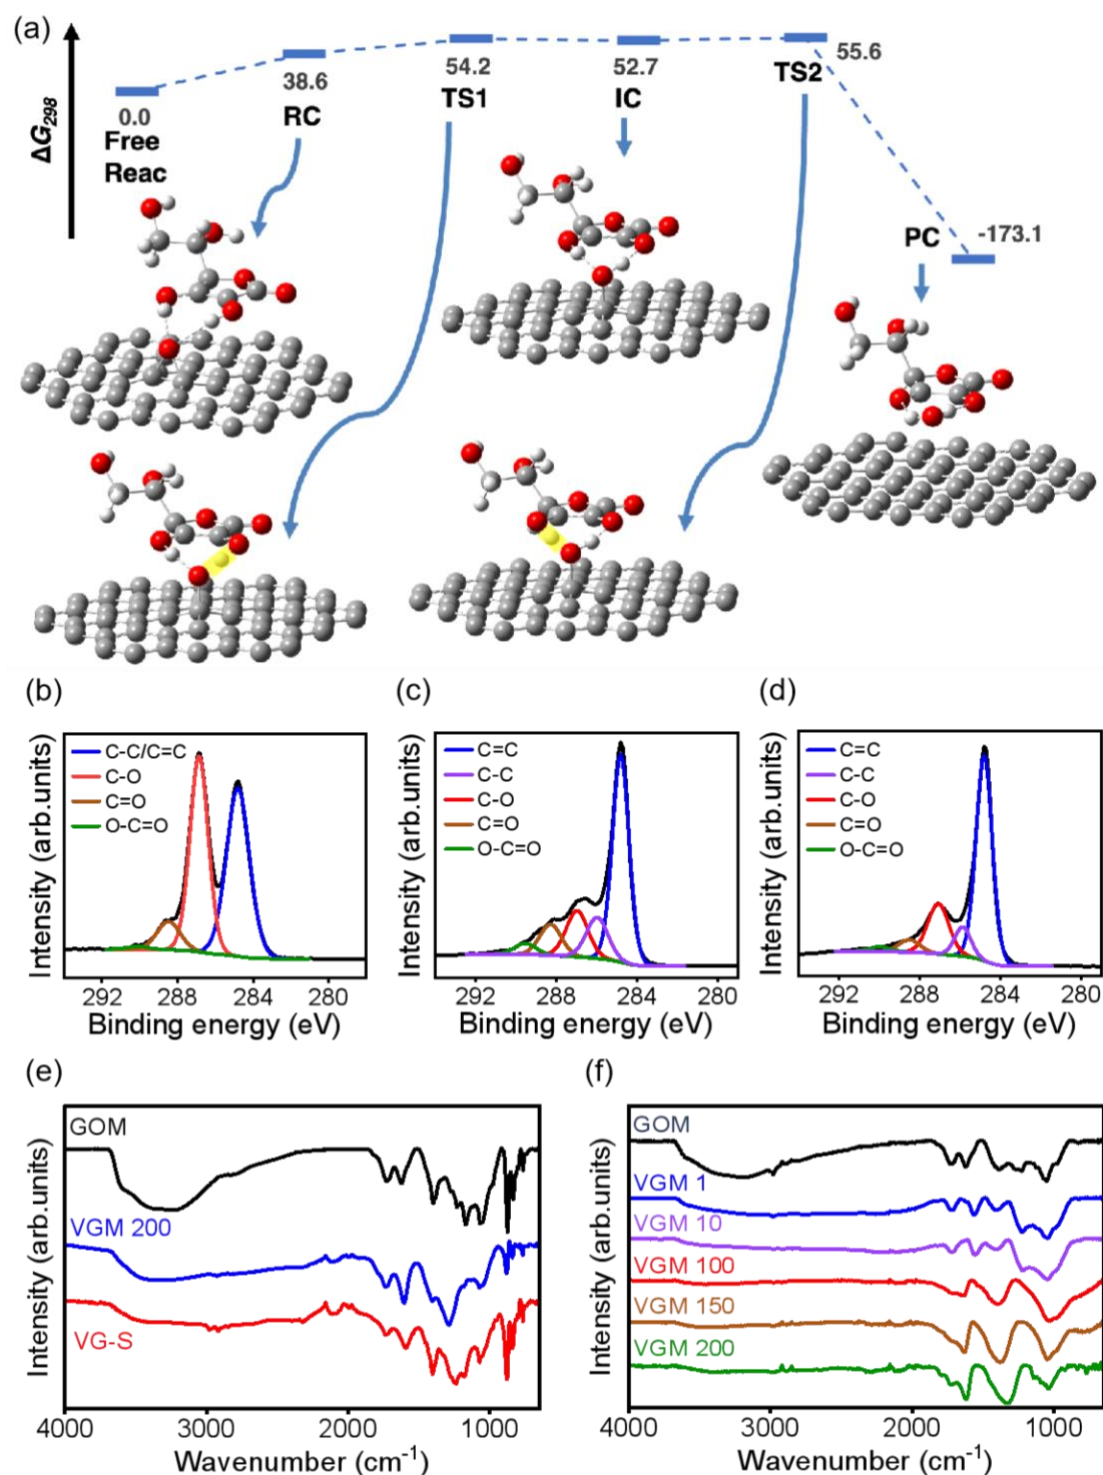 (a)
ΔG298
0.0
Free
Reac
38.6
RC
54.2
TS1
52.7
IC
TS2
55.6
PC
-173.1
(b)
Intensity (arb.units)
C-C/C=C
C-O
C=O
O-C=O
292 288 284 280
Binding energy (eV)
(c)
Intensity (arb.units)
C=C
C-C
C-O
C=O
O-C=O
292 288 284 280
Binding energy (eV)
(d)
Intensity (arb.units)
C=C
C-C
C-O
C=O
O-C=O
292 288 284 280
Binding energy (eV)
(e)
Intensity (arb.units)
GOM
VGM 200
VG-S
4000 3000 2000 1000
Wavenumber (cm-1)
(f)
Intensity (arb.units)
GOM
VGM 1
VGM 10
VGM 100
VGM 150
VGM 200
4000 3000 2000 1000
Wavenumber (cm-1)